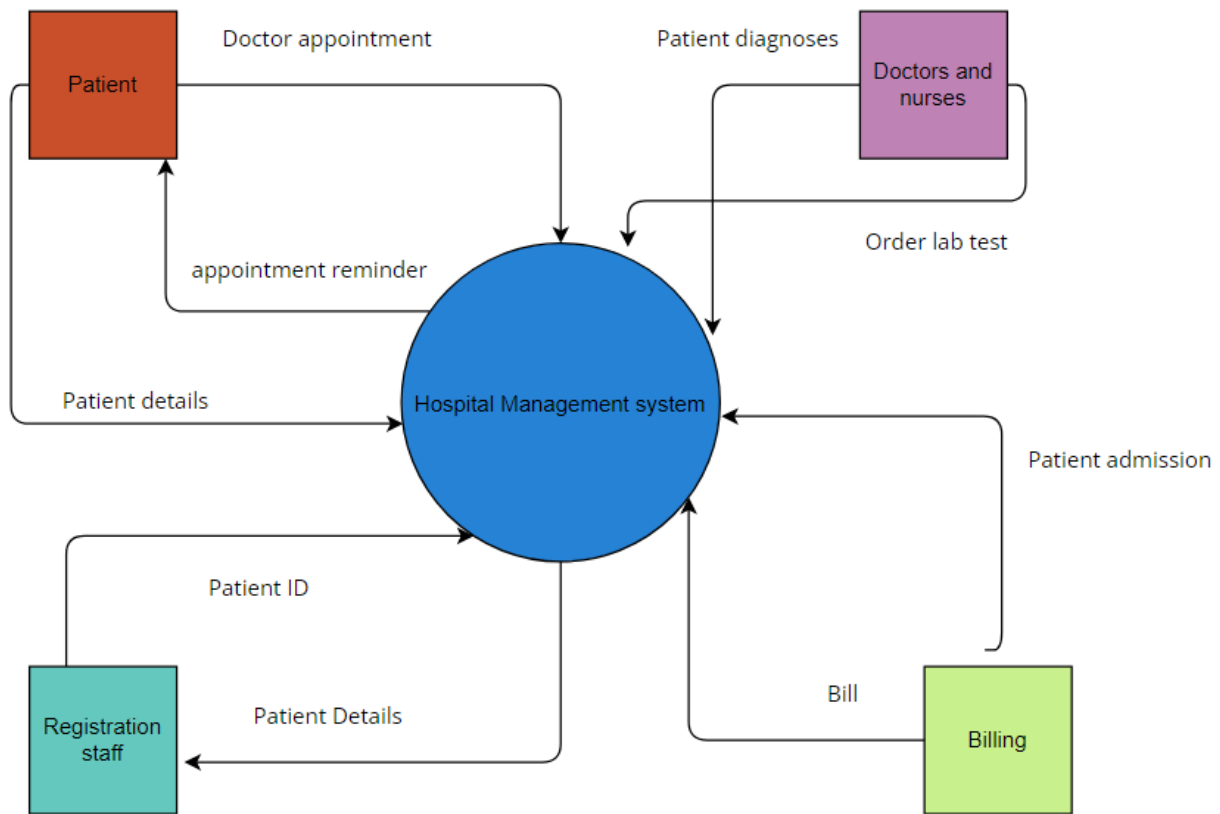 Doctor appointment
Patient diagnoses
Patient
Doctors and
nurses
Order lab test
appointment reminder
Patient details
Hospital Management system
Patient admission
Patient ID
Bill
Patient Details
Registration
staff
Billing